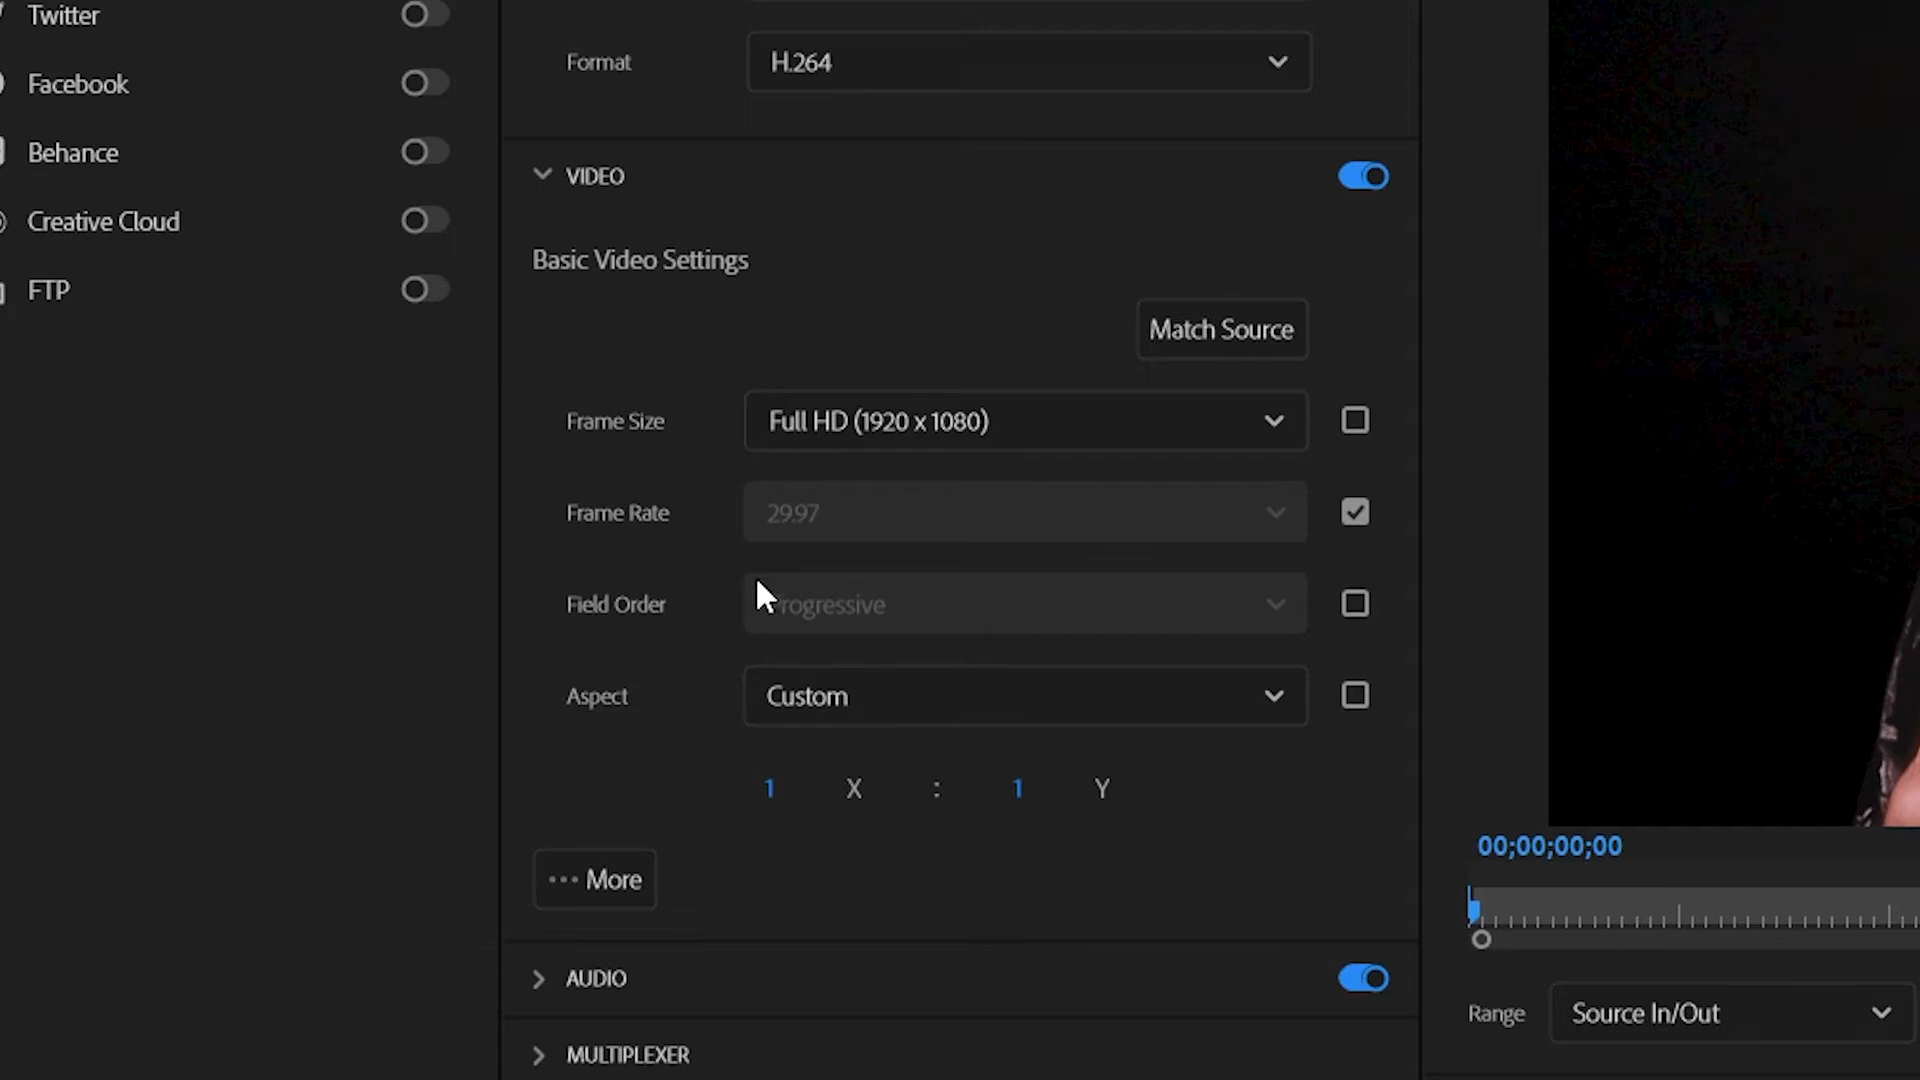 Twitter
Facebook
Behance
Creative Cloud
FTP
Format
H.264
VIDEO
Basic Video Settings
Match Source
Frame Size
Full HD (1920 x 1080)
Frame Rate
29.97
Field Order
rogressive
Aspect
Custom
1 X : 1 Y
··· More
AUDIO
MULTIPLEXER
00;00;00;00
Range
Source In/Out